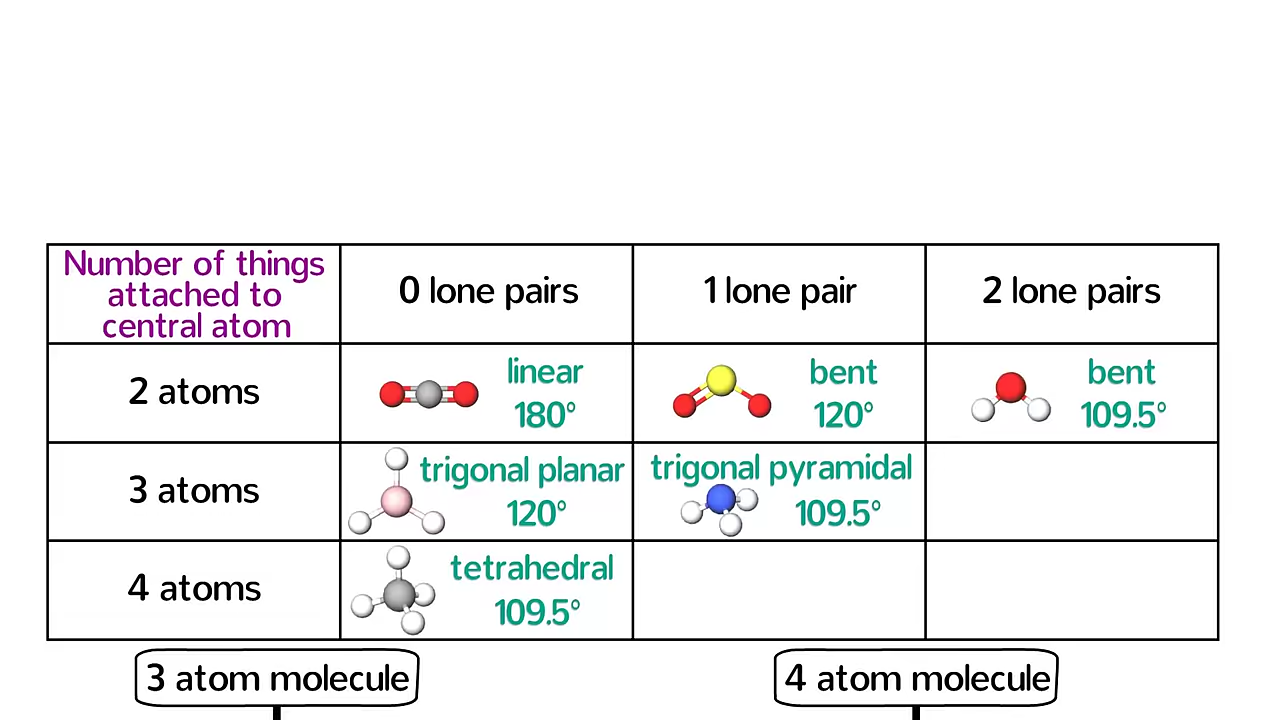 Number of things
attached to
central atom
0 lone pairs
1 lone pair
2 lone pairs
2 atoms
linear
180°
bent
120°
bent
109.5°
3 atoms
trigonal planar
120°
trigonal pyramidal
109.5°
4 atoms
tetrahedral
109.5°
3 atom molecule
4 atom molecule